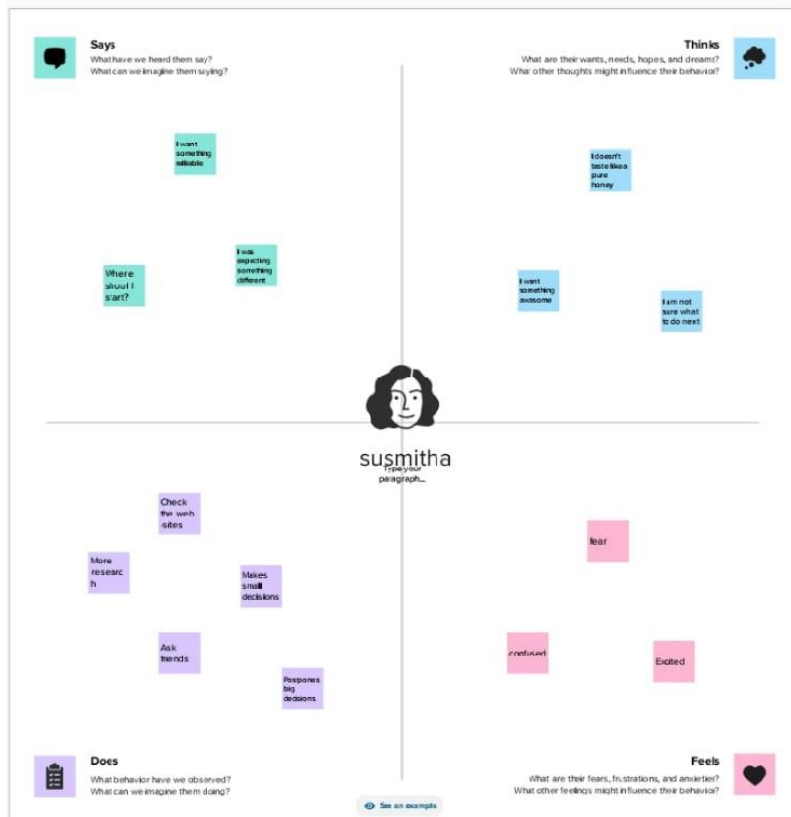 Says
What have we heard them say?
What can we imagine them saying?
Thinks
What are their wants, needs, hopes, and dreams?
What other thoughts might influence their behavior?
I want
something
reliable
Where
shoul I
start?
I was
expecting
something
different
I doesn't
taste like a
pure
honey
I want
something
awesome
I am not
sure what
to do next
susmitha
Type your
paragraph...
Check
the web
-sites
More
researc
h
Makes
small
decisions
Ask
friends
Postpones
big
decisions
fear
confused
Excited
Does
What behavior have we observed?
What can we imagine them doing?
Feels
What are their fears, frustrations, and anxieties?
What other feelings might influence their behavior?
See an example